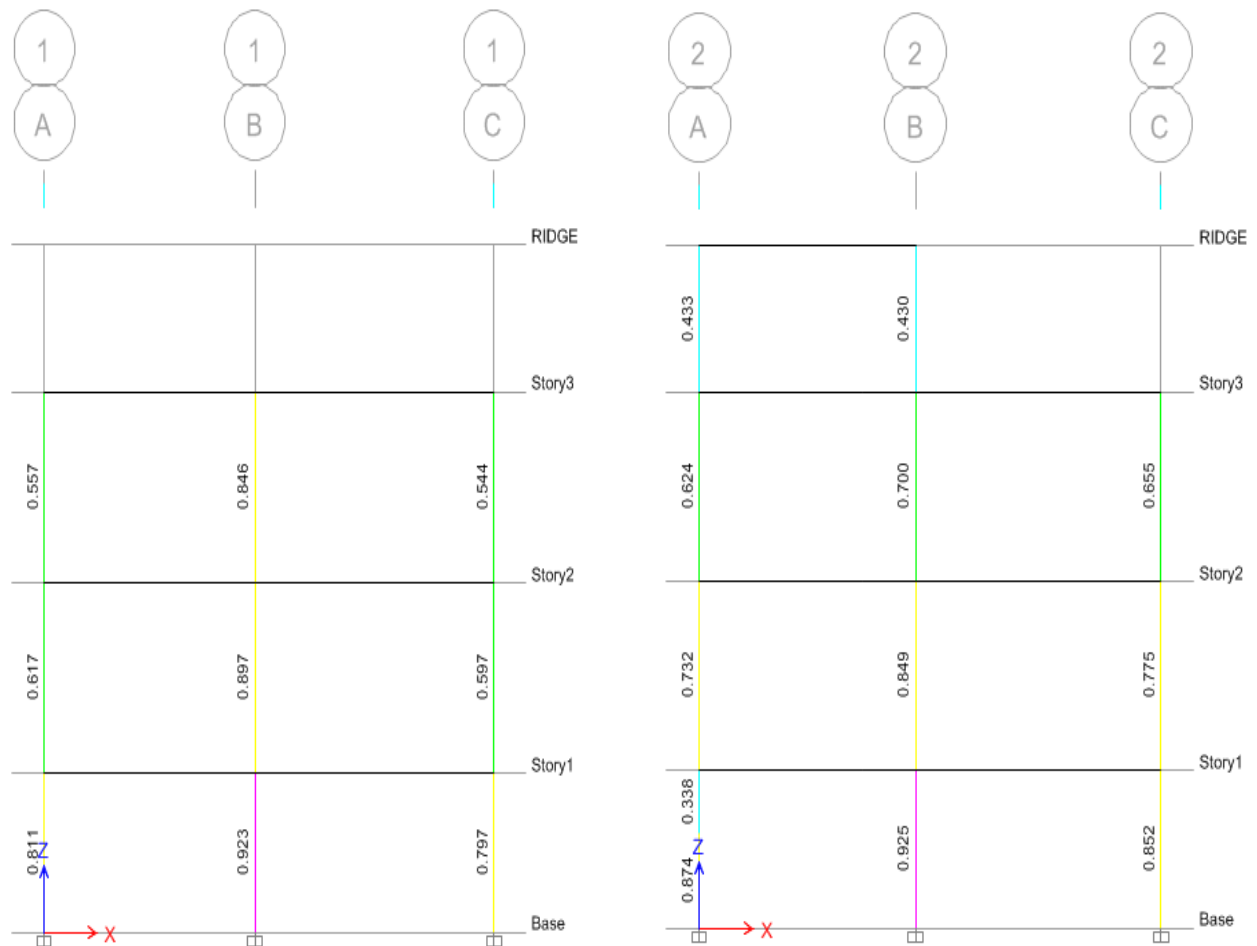 1 1 1
A B C
RIDGE
Story3
0.557 0.846 0.544
Story2
0.617 0.897 0.597
Story1
0.811 0.923 0.797
Z
X
Base
2 2 2
A B C
RIDGE
0.433 0.430
Story3
0.624 0.700 0.655
Story2
0.732 0.849 0.775
Story1
0.338
0.874 0.925 0.852
Z
X
Base